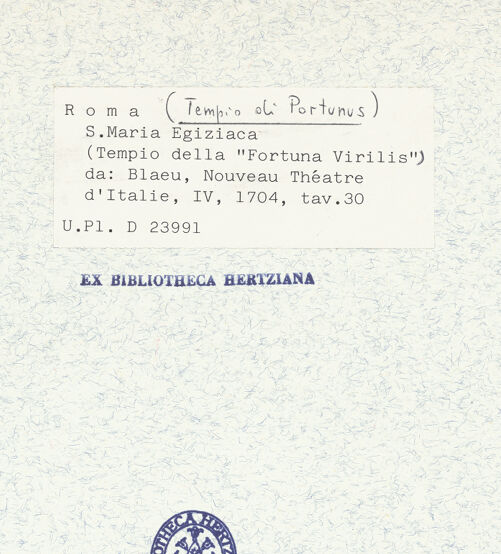 Roma (Tempio di Portunus)
S.Maria Egiziaca
(Tempio della "Fortuna Virilis")
da: Blaeu, Nouveau Théatre
d'Italie, IV, 1704, tav.30
U.Pl. D 23991
EX BIBLIOTHECA HERTZIANA